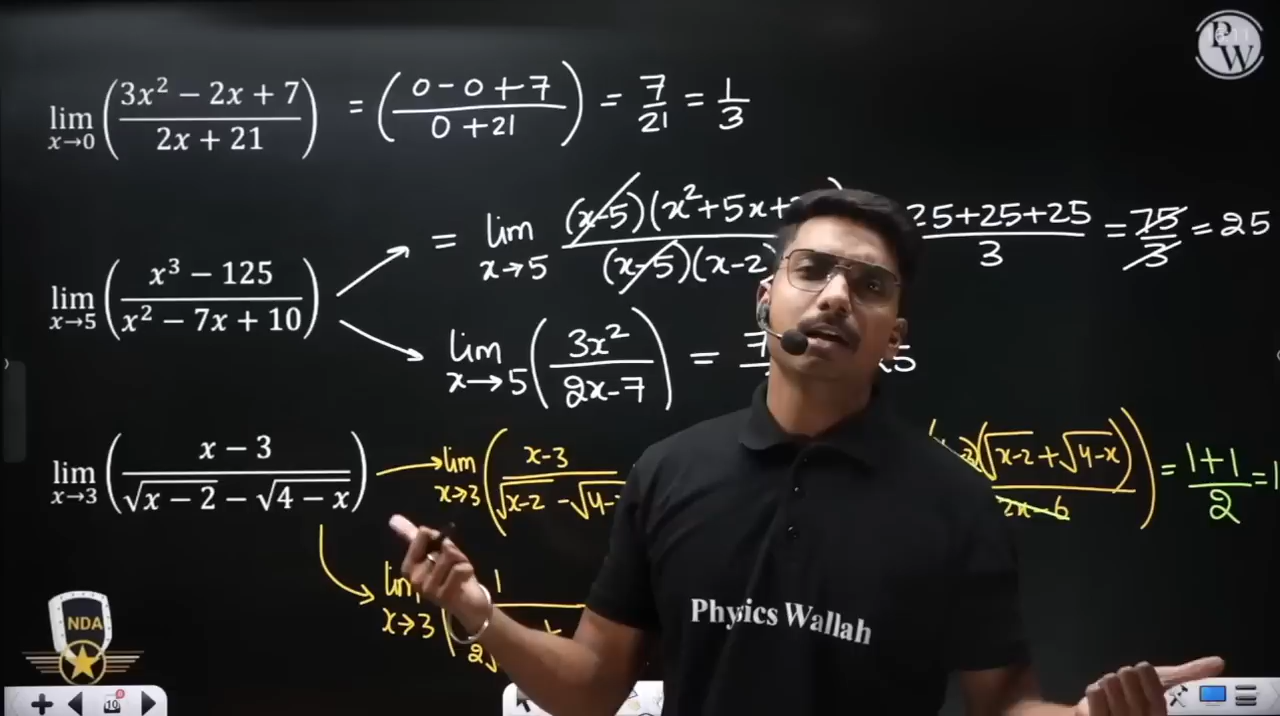 lim x→0 (3x² − 2x + 7 / 2x + 21) = (0 − 0 + 7 / 0 + 21) = 7/21 = 1/3
lim x→5 (x³ − 125 / x² − 7x + 10)
= lim x→5 (x−5)(x²+5x+ / (x−5)(x−2) 25+25+25 / 3 = 75/3 = 25
lim x→5 (3x² / 2x−7) =
lim x→3 (x − 3 / √x − 2 − √4 − x)
lim x→3 (x−3 / √x−2 − √4− (√x−2 + √4−x) / 2x−6) = 1+1 / 2 = 1
lim x→3 (1
PW
Physics Wallah
NDA
10